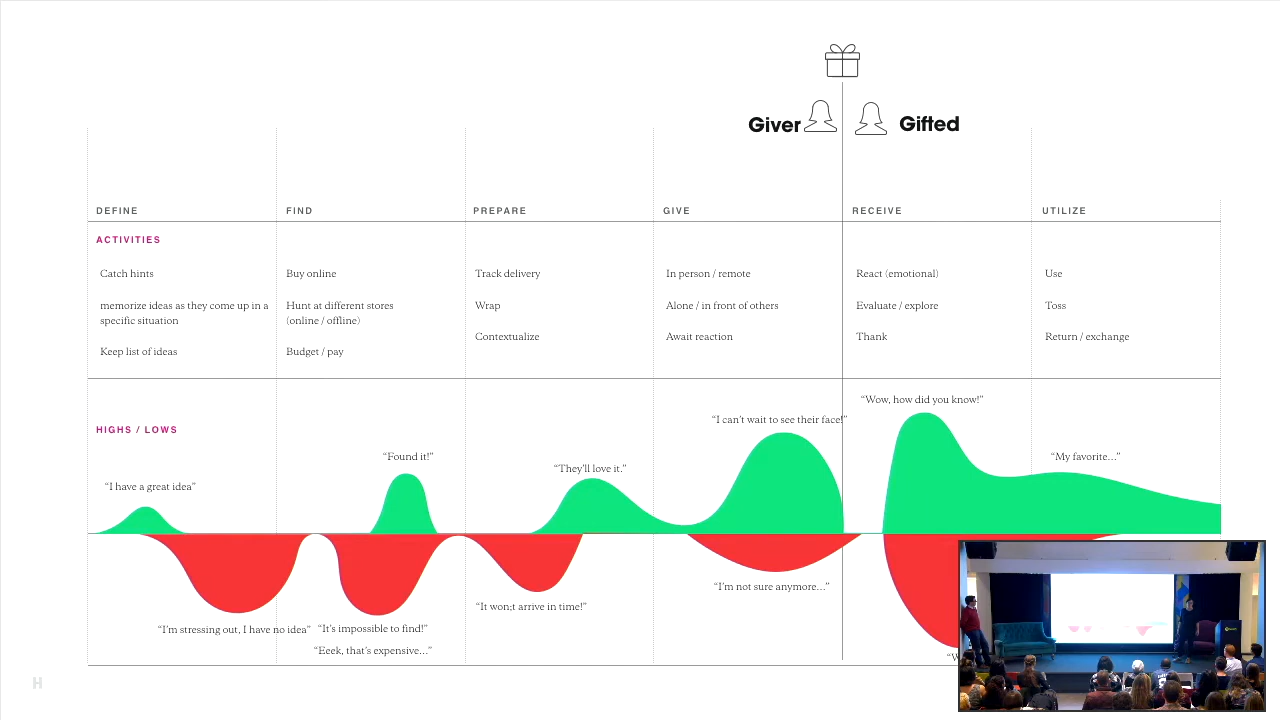 Giver
Gifted
DEFINE
FIND
PREPARE
GIVE
RECEIVE
UTILIZE
ACTIVITIES
Catch hints
memorize ideas as they come up in a
specific situation
Keep list of ideas
Buy online
Hunt at different stores
(online / offline)
Budget / pay
Track delivery
Wrap
Contextualize
In person / remote
Alone / in front of others
Await reaction
React (emotional)
Evaluate / explore
Thank
Use
Toss
Return / exchange
HIGHS / LOWS
“I have a great idea”
“Found it!”
“They’ll love it.”
“I can’t wait to see their face!”
“Wow, how did you know!”
“My favorite…”
“I’m stressing out, I have no idea”
“It’s impossible to find!”
“Eeek, that’s expensive…”
“It won;t arrive in time!”
“I’m not sure anymore…”
H